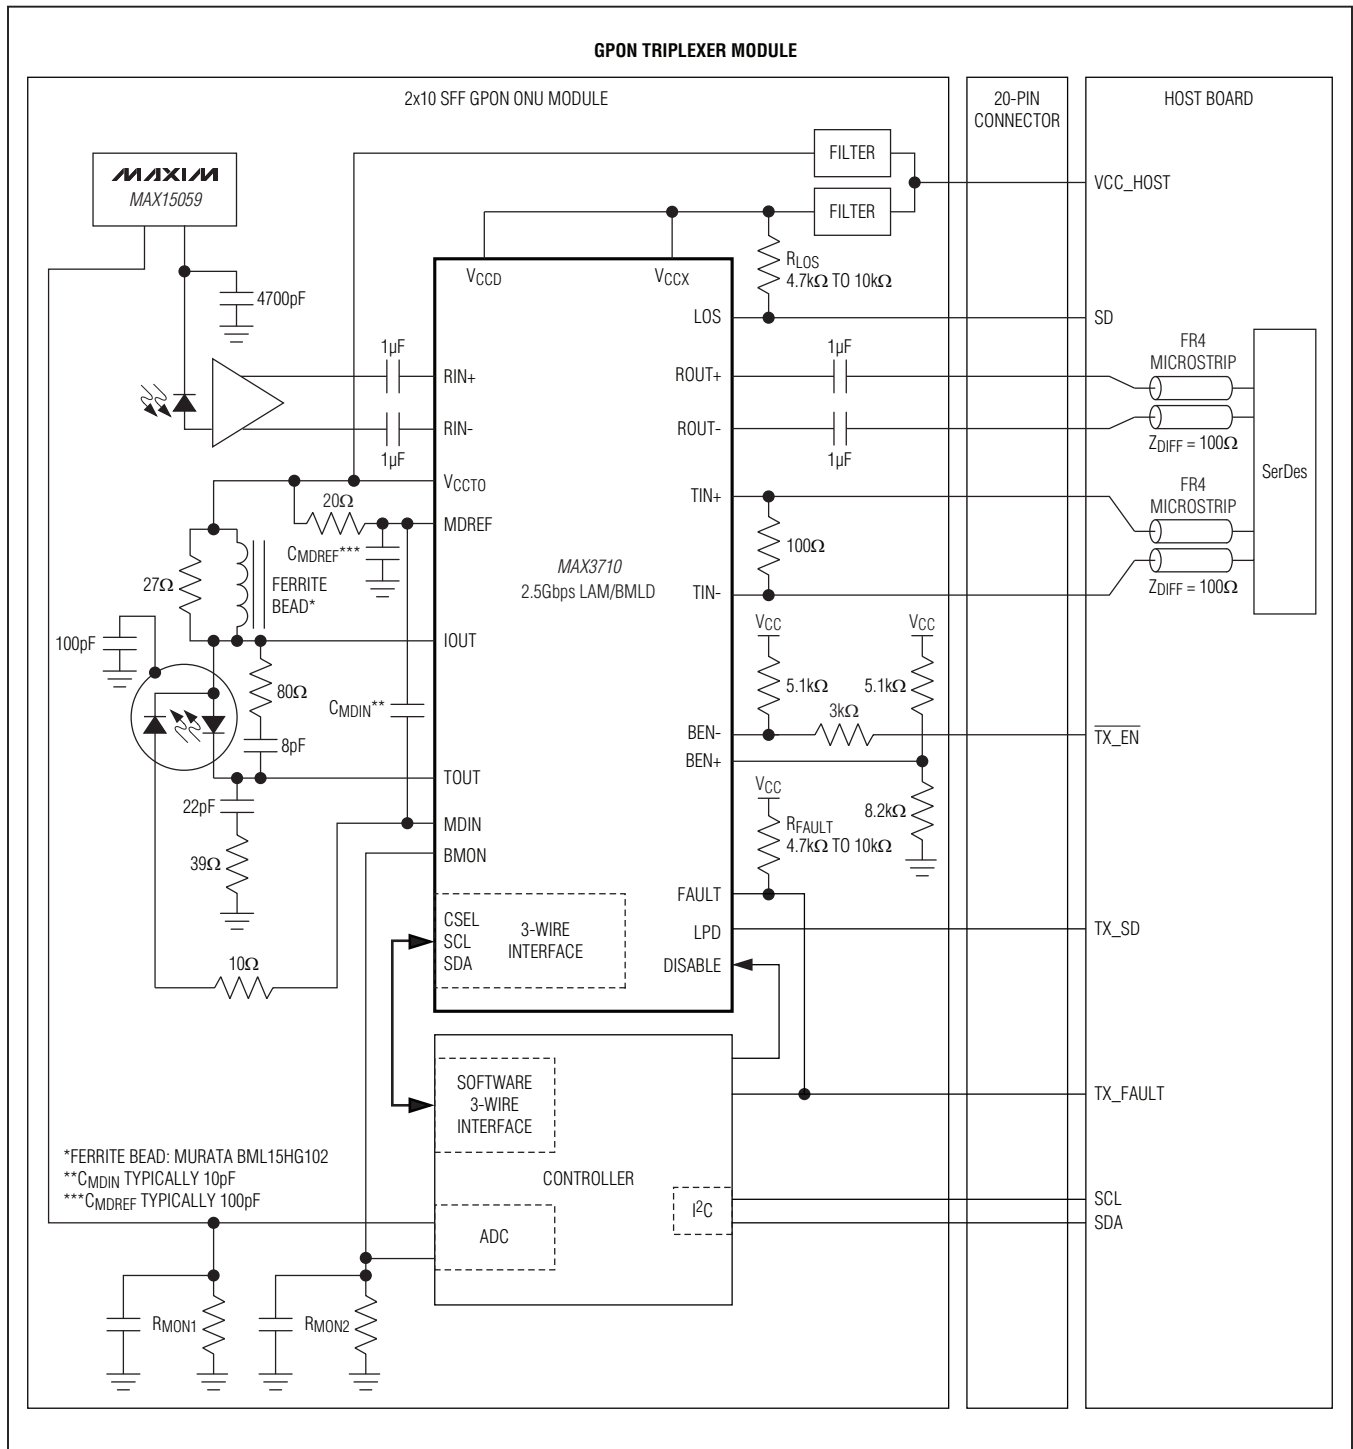 GPON TRIPLEXER MODULE
2x10 SFF GPON ONU MODULE
20-PIN
CONNECTOR
HOST BOARD
MAXIM
MAX15059
FILTER
FILTER
VCC_HOST
4700pF
VCCD
VCCX
RLOS
4.7kΩ TO 10kΩ
LOS
SD
1µF
RIN+
RIN-
1µF
ROUT+
ROUT-
1µF
1µF
FR4
MICROSTRIP
ZDIFF = 100Ω
SerDes
VCCTO
20Ω
MDREF
CMDREF***
27Ω
FERRITE
BEAD*
MAX3710
2.5Gbps LAM/BMLD
TIN+
100Ω
TIN-
FR4
MICROSTRIP
ZDIFF = 100Ω
100pF
IOUT
80Ω
CMDIN**
8pF
TOUT
22pF
39Ω
MDIN
BMON
VCC
VCC
5.1kΩ
5.1kΩ
3kΩ
BEN-
BEN+
TX_EN
VCC
8.2kΩ
RFAULT
4.7kΩ TO 10kΩ
FAULT
LPD
TX_SD
DISABLE
CSEL
SCL
SDA
3-WIRE
INTERFACE
10Ω
SOFTWARE
3-WIRE
INTERFACE
TX_FAULT
*FERRITE BEAD: MURATA BML15HG102
**CMDIN TYPICALLY 10pF
***CMDREF TYPICALLY 100pF
CONTROLLER
I2C
SCL
SDA
ADC
RMON1
RMON2